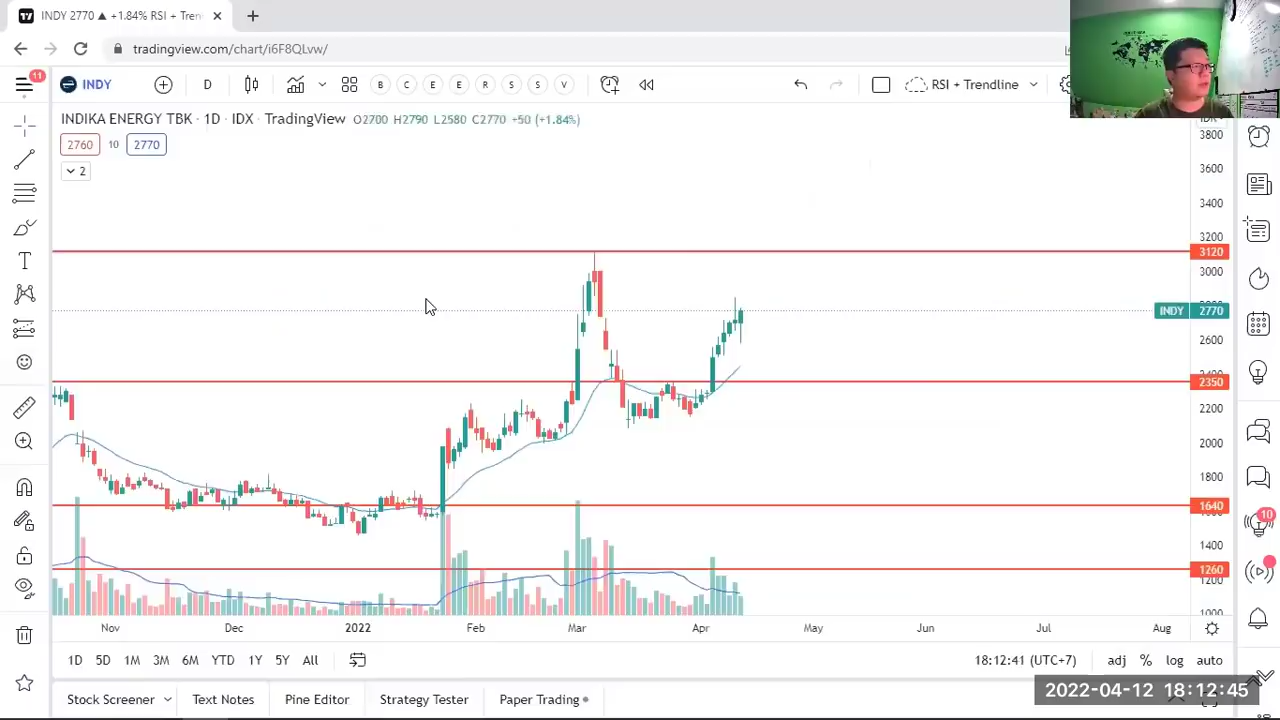 INDY 2770 ▲ +1.84% RSI + Tren
tradingview.com/chart/i6F8QLvw/
11
INDY
D
B C E E R S S V
RSI + Trendline
INDIKA ENERGY TBK · 1D · IDX · TradingView O2700 H2790 L2580 C2770 +50 (+1.84%)
2760 10 2770
2
3800
3600
3400
3200
3120
3000
INDY 2770
2600
2350
2200
2000
1800
1640
1400
1260
1200
1000
10
Nov Dec 2022 Feb Mar Apr May Jun Jul Aug
1D 5D 1M 3M 6M YTD 1Y 5Y All
18:12:41 (UTC+7) adj % log auto
Stock Screener Text Notes Pine Editor Strategy Tester Paper Trading
2022-04-12 18:12:45